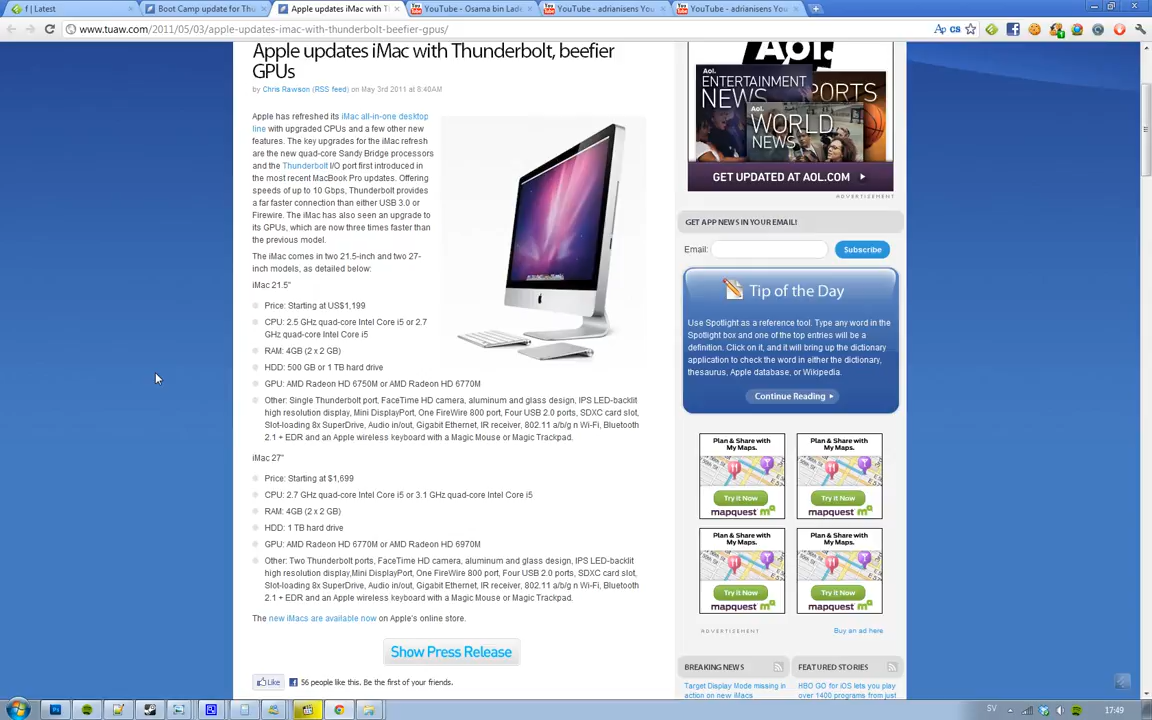 f | Latest
Boot Camp update for Thu
Apple updates iMac with T
YouTube - Osama bin Lade
YouTube - adrianisens You
YouTube - adrianisens You
www.tuaw.com/2011/05/03/apple-updates-imac-with-thunderbolt-beefier-gpus/
Apple updates iMac with Thunderbolt, beefier
GPUs
by Chris Rawson (RSS feed) on May 3rd 2011 at 8:40AM
Apple has refreshed its iMac all-in-one desktop
line with upgraded CPUs and a few other new
features. The key upgrades for the iMac refresh
are the new quad-core Sandy Bridge processors
and the Thunderbolt I/O port first introduced in
the most recent MacBook Pro updates. Offering
speeds of up to 10 Gbps, Thunderbolt provides
a far faster connection than either USB 3.0 or
Firewire. The iMac has also seen an upgrade to
its GPUs, which are now three times faster than
the previous model.
The iMac comes in two 21.5-inch and two 27-
inch models, as detailed below:
iMac 21.5"
Price: Starting at US$1,199
CPU: 2.5 GHz quad-core Intel Core i5 or 2.7
GHz quad-core Intel Core i5
RAM: 4GB (2 x 2 GB)
HDD: 500 GB or 1 TB hard drive
GPU: AMD Radeon HD 6750M or AMD Radeon HD 6770M
Other: Single Thunderbolt port, FaceTime HD camera, aluminum and glass design, IPS LED-backlit
high resolution display, Mini DisplayPort, One FireWire 800 port, Four USB 2.0 ports, SDXC card slot,
Slot-loading 8x SuperDrive, Audio in/out, Gigabit Ethernet, IR receiver, 802.11 a/b/g n Wi-Fi, Bluetooth
2.1 + EDR and an Apple wireless keyboard with a Magic Mouse or Magic Trackpad.
iMac 27"
Price: Starting at $1,699
CPU: 2.7 GHz quad-core Intel Core i5 or 3.1 GHz quad-core Intel Core i5
RAM: 4GB (2 x 2 GB)
HDD: 1 TB hard drive
GPU: AMD Radeon HD 6770M or AMD Radeon HD 6970M
Other: Two Thunderbolt ports, FaceTime HD camera, aluminum and glass design, IPS LED-backlit
high resolution display,Mini DisplayPort, One FireWire 800 port, Four USB 2.0 ports, SDXC card slot,
Slot-loading 8x SuperDrive, Audio in/out, Gigabit Ethernet, IR receiver, 802.11 a/b/g n Wi-Fi, Bluetooth
2.1 + EDR and an Apple wireless keyboard with a Magic Mouse or Magic Trackpad.
The new iMacs are available now on Apple's online store.
Show Press Release
Like
56 people like this. Be the first of your friends.
Aol.
Aol.
ENTERTAINMENT
NEWS
SPORTS
Aol.
WORLD
NEWS
GET UPDATED AT AOL.COM
ADVERTISEMENT
GET APP NEWS IN YOUR EMAIL!
Email:
Subscribe
Tip of the Day
Use Spotlight as a reference tool. Type any word in the
Spotlight box and one of the top entries will be a
definition. Click on it, and it will bring up the dictionary
application to check the word in either the dictionary,
thesaurus, Apple database, or Wikipedia.
Continue Reading
Plan & Share with
My Maps.
Try it Now
mapquest m
Plan & Share with
My Maps.
Try it Now
mapquest m
Plan & Share with
My Maps.
Try it Now
mapquest m
Plan & Share with
My Maps.
Try it Now
mapquest m
ADVERTISEMENT
Buy an ad here
BREAKING NEWS
Target Display Mode missing in
action on new iMacs
FEATURED STORIES
HBO GO for iOS lets you play
over 1400 programs from just
SV
17:49